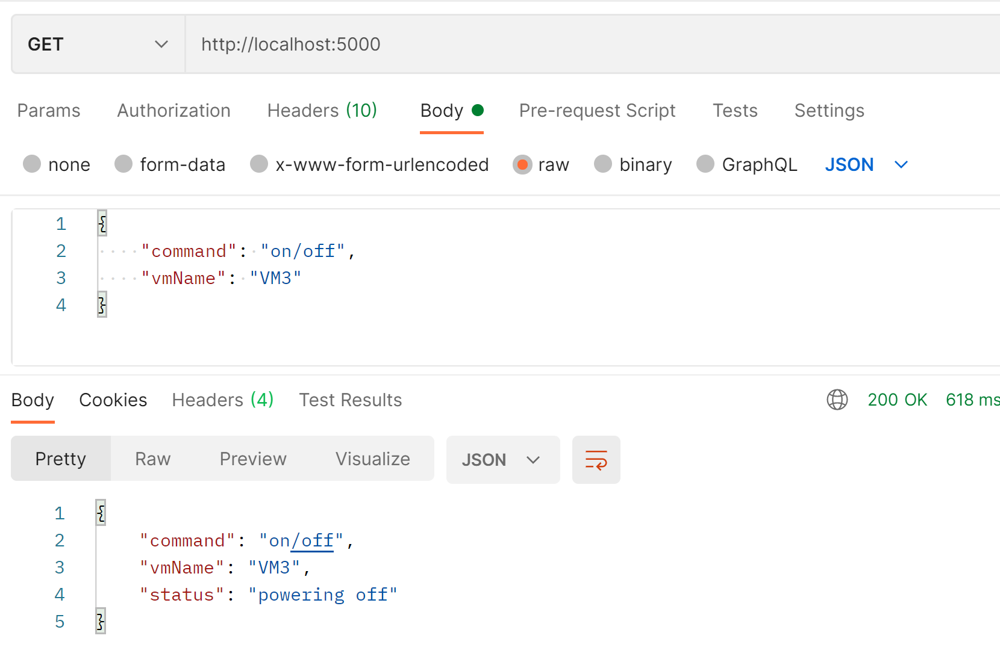 GET http://localhost:5000
Params Authorization Headers (10) Body Pre-request Script Tests Settings
none form-data x-www-form-urlencoded raw binary GraphQL JSON
1 {
2 "command": "on/off",
3 "vmName": "VM3"
4 }
Body Cookies Headers (4) Test Results 200 OK 618 ms
Pretty Raw Preview Visualize JSON
1 {
2 "command": "on/off",
3 "vmName": "VM3",
4 "status": "powering off"
5 }